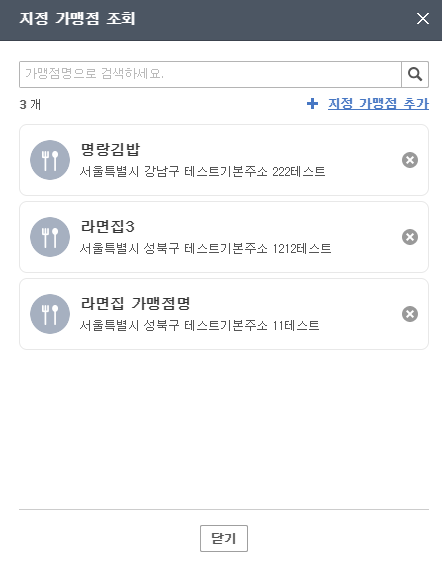 지정 가맹점 조회
가맹점명으로 검색하세요.
3 개
지정 가맹점 추가
명랑김밥
서울특별시 강남구 테스트기본주소 222테스트
라면집3
서울특별시 성북구 테스트기본주소 1212테스트
라면집 가맹점명
서울특별시 성북구 테스트기본주소 11테스트
닫기